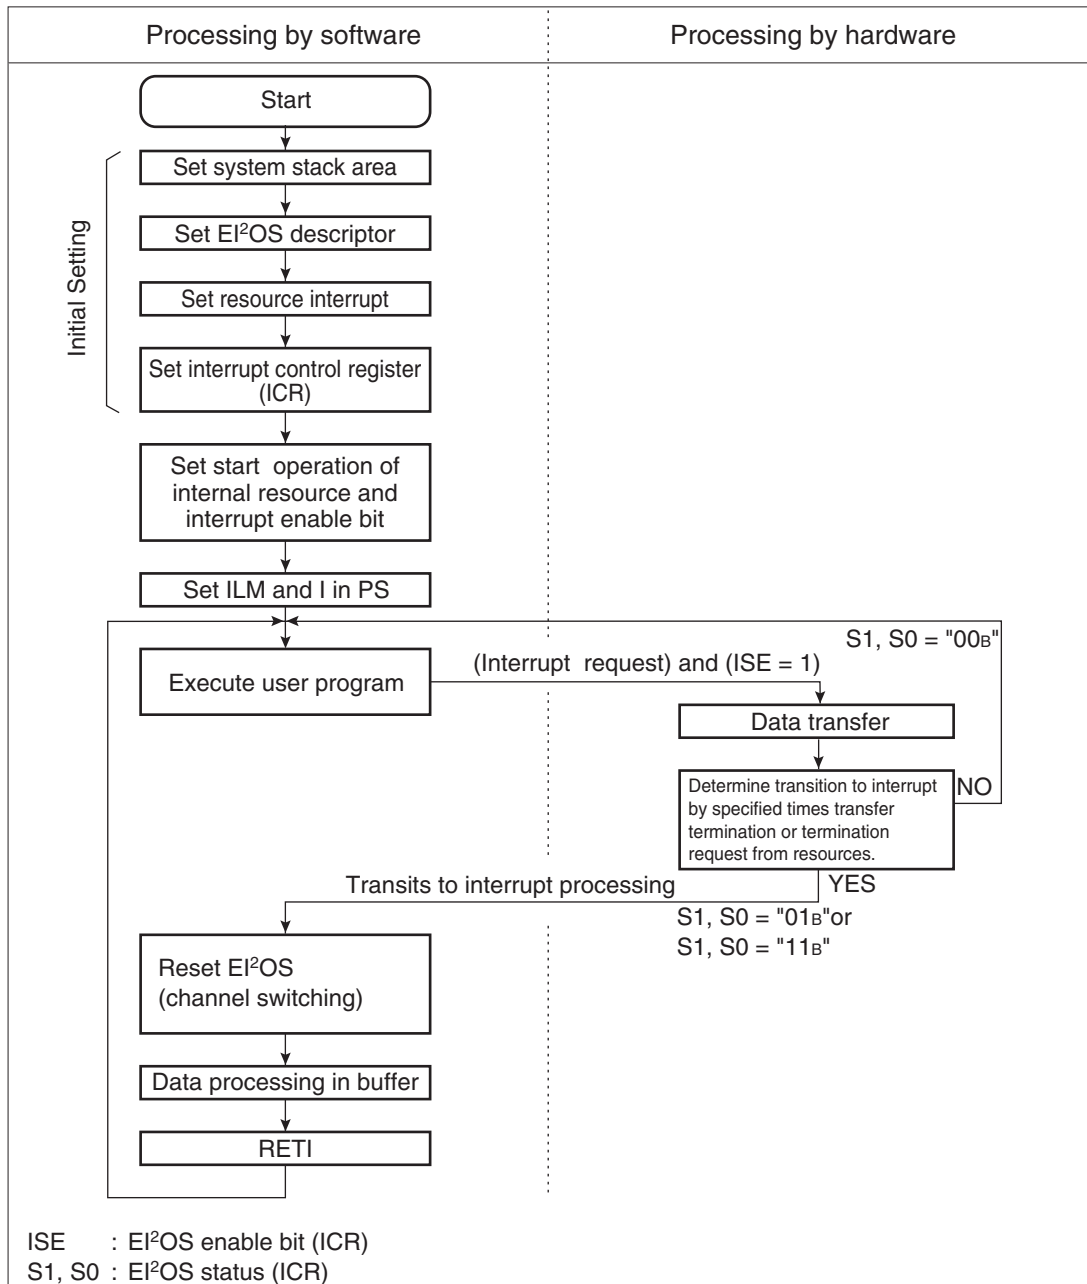 Processing by software
Processing by hardware
Start
Set system stack area
Set EI²OS descriptor
Set resource interrupt
Set interrupt control register
(ICR)
Initial Setting
Set start operation of
internal resource and
interrupt enable bit
Set ILM and I in PS
S1, S0 = "00B"
Execute user program
(Interrupt request) and (ISE = 1)
Data transfer
Determine transition to interrupt
by specified times transfer
termination or termination
request from resources.
NO
YES
Transits to interrupt processing
S1, S0 = "01B"or
S1, S0 = "11B"
Reset EI²OS
(channel switching)
Data processing in buffer
RETI
ISE : EI²OS enable bit (ICR)
S1, S0 : EI²OS status (ICR)